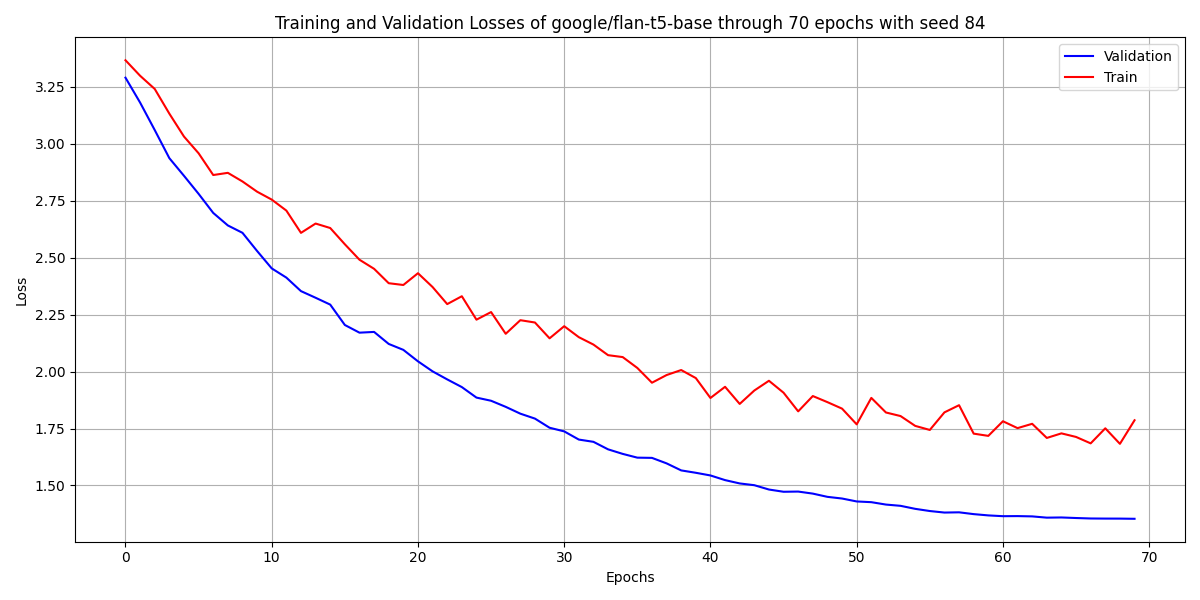 Training and Validation Losses of google/flan-t5-base through 70 epochs with seed 84
Validation
Train
3.25
3.00
2.75
2.50
2.25
2.00
1.75
1.50
Loss
0 10 20 30 40 50 60 70
Epochs